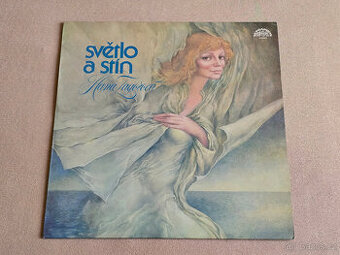 světlo
a stín
Hana Zagorová